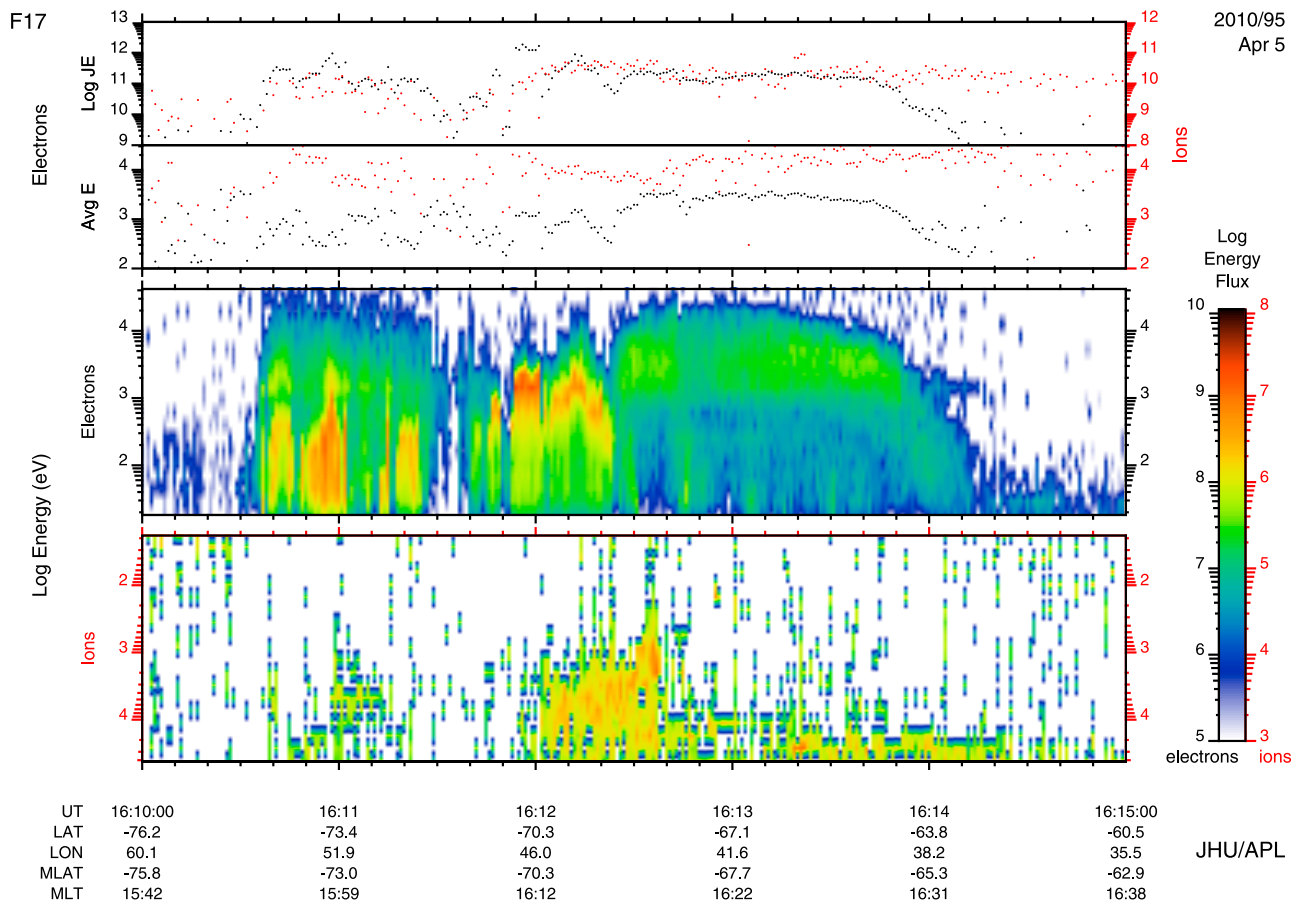 F17
2010/95
Apr 5
13
12
11
10
9
Log JE
12
11
10
9
8
Electrons
Ions
4
3
2
Avg E
4
3
2
Log
Energy
Flux
Electrons
4
3
2
4
3
2
10
9
8
7
6
5
8
7
6
5
4
3
electrons
ions
Log Energy (eV)
Ions
2
3
4
2
3
4
UT 16:10:00 16:11 16:12 16:13 16:14 16:15:00
LAT -76.2 -73.4 -70.3 -67.1 -63.8 -60.5
LON 60.1 51.9 46.0 41.6 38.2 35.5
MLAT -75.8 -73.0 -70.3 -67.7 -65.3 -62.9
MLT 15:42 15:59 16:12 16:22 16:31 16:38
JHU/APL